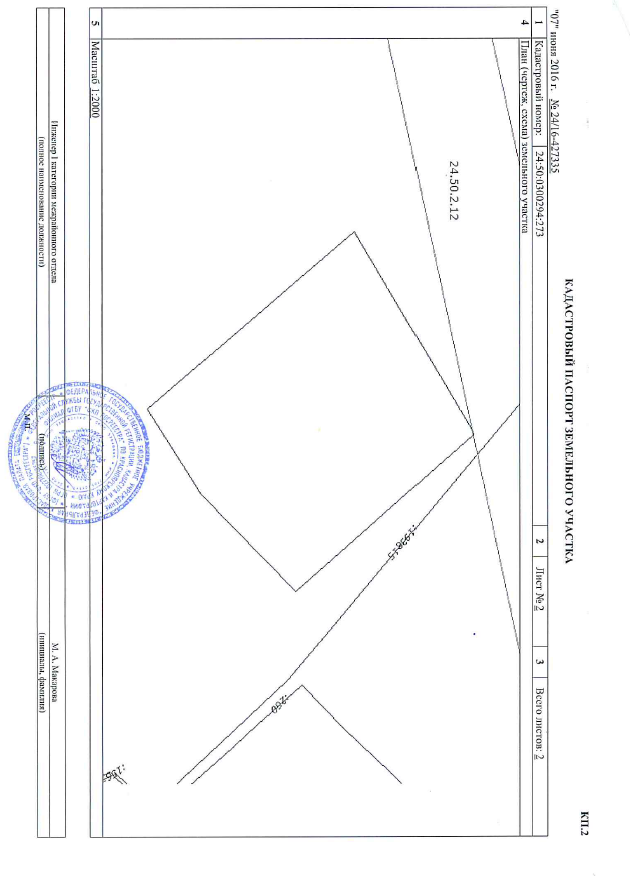 КП.2
КАДАСТРОВЫЙ ПАСПОРТ ЗЕМЕЛЬНОГО УЧАСТКА
"07" июня 2016 г. № 24/16-427335
1 Кадастровый номер: 24:50:0300294:273 2 Лист № 2 3 Всего листов: 2
4 План (чертеж, схема) земельного участка
24.50.2.12
:260
5 Масштаб 1:2000
Инженер I категории межрайонного отдела М. А. Макарова
(полное наименование должности) (подпись) (инициалы, фамилия)
М.П.